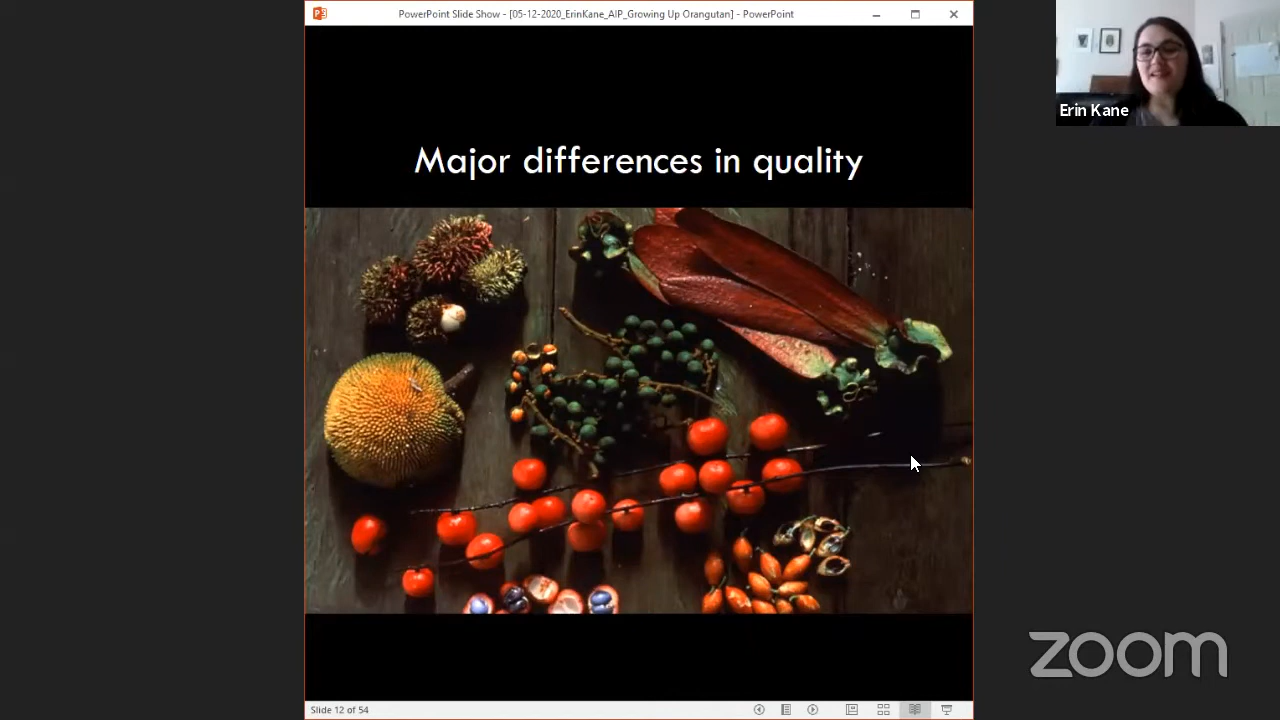 PowerPoint Slide Show - [05-12-2020_ErinKane_AIP_Growing Up Orangutan] - PowerPoint
Erin Kane
Major differences in quality
zoom
Slide 12 of 54